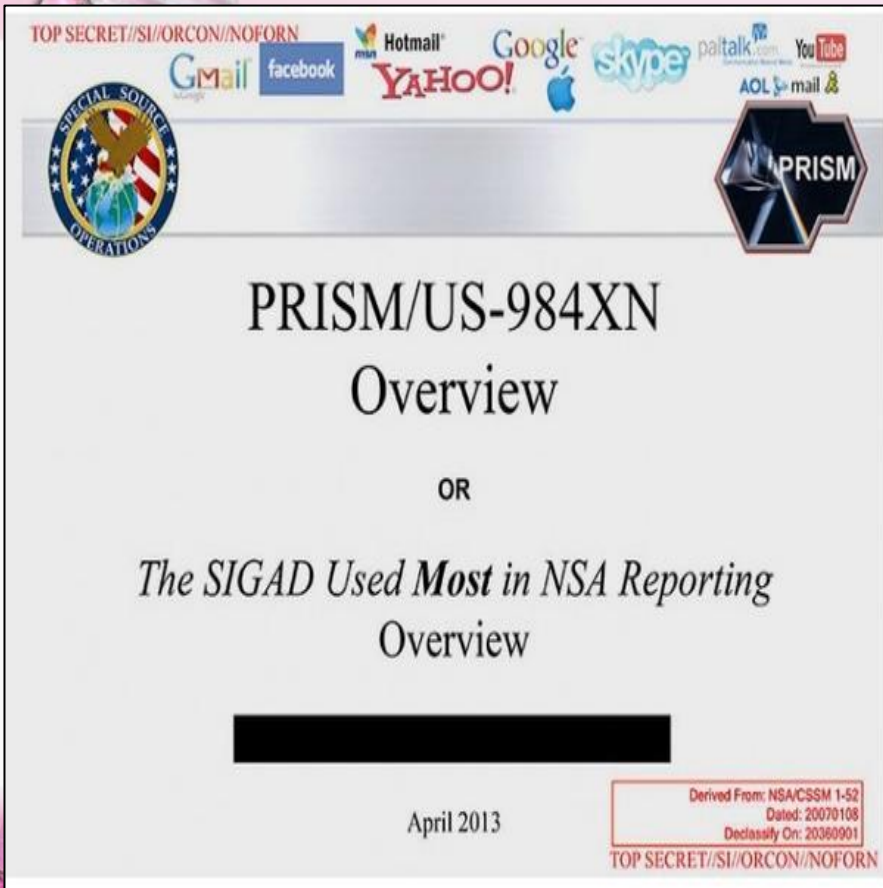 TOP SECRET//SI//ORCON//NOFORN
GMail facebook msn Hotmail Google skype paltalk.com YouTube
YAHOO! AOL mail
SPECIAL SOURCE OPERATIONS
PRISM
PRISM/US-984XN
Overview
OR
The SIGAD Used Most in NSA Reporting
Overview
April 2013
Derived From: NSA/CSSM 1-52
Dated: 20070108
Declassify On: 20360901
TOP SECRET//SI//ORCON//NOFORN